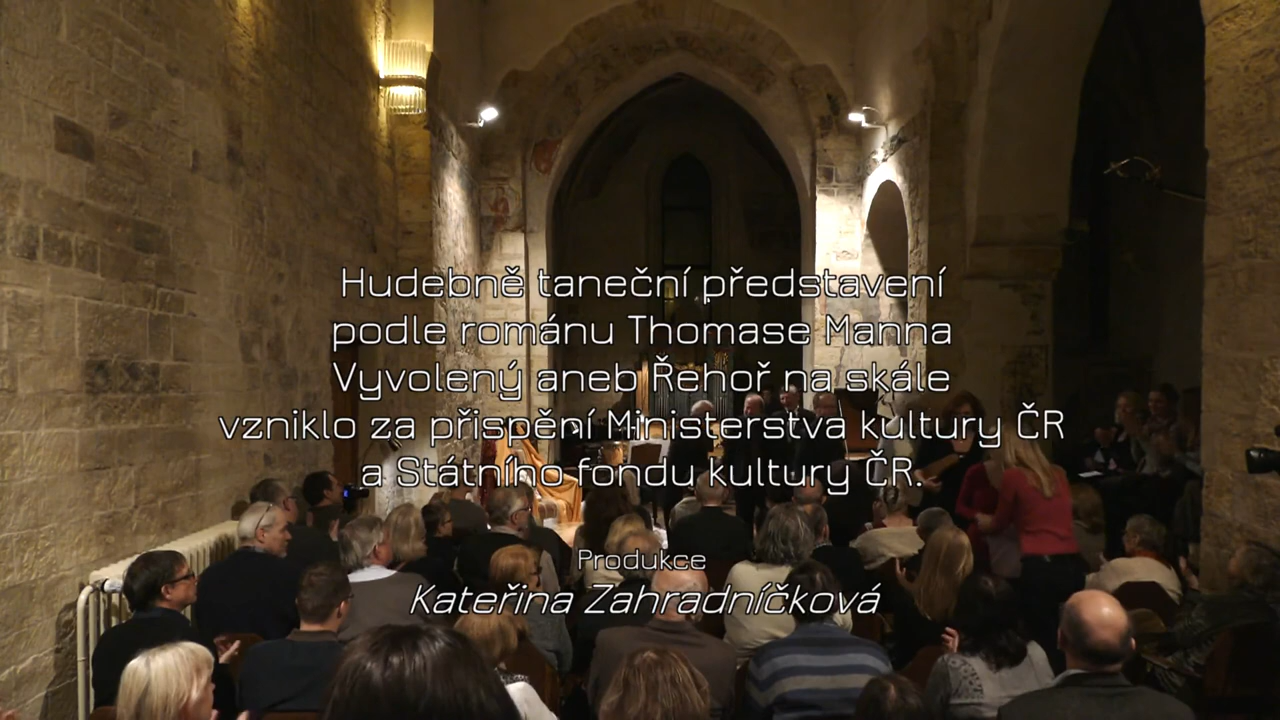 Hudebně taneční představení
podle románu Thomase Manna
Vyvolený aneb Řehoř na skále
vzniklo za přispění Ministerstva kultury ČR
a Státního fondu kultury ČR.
Produkce
Kateřina Zahradníčková